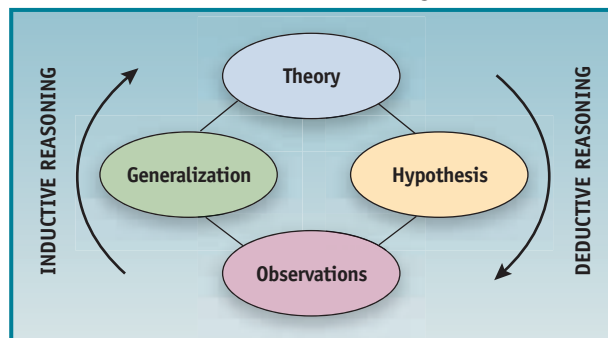 Theory
INDUCTIVE REASONING
Generalization
Hypothesis
DEDUCTIVE REASONING
Observations